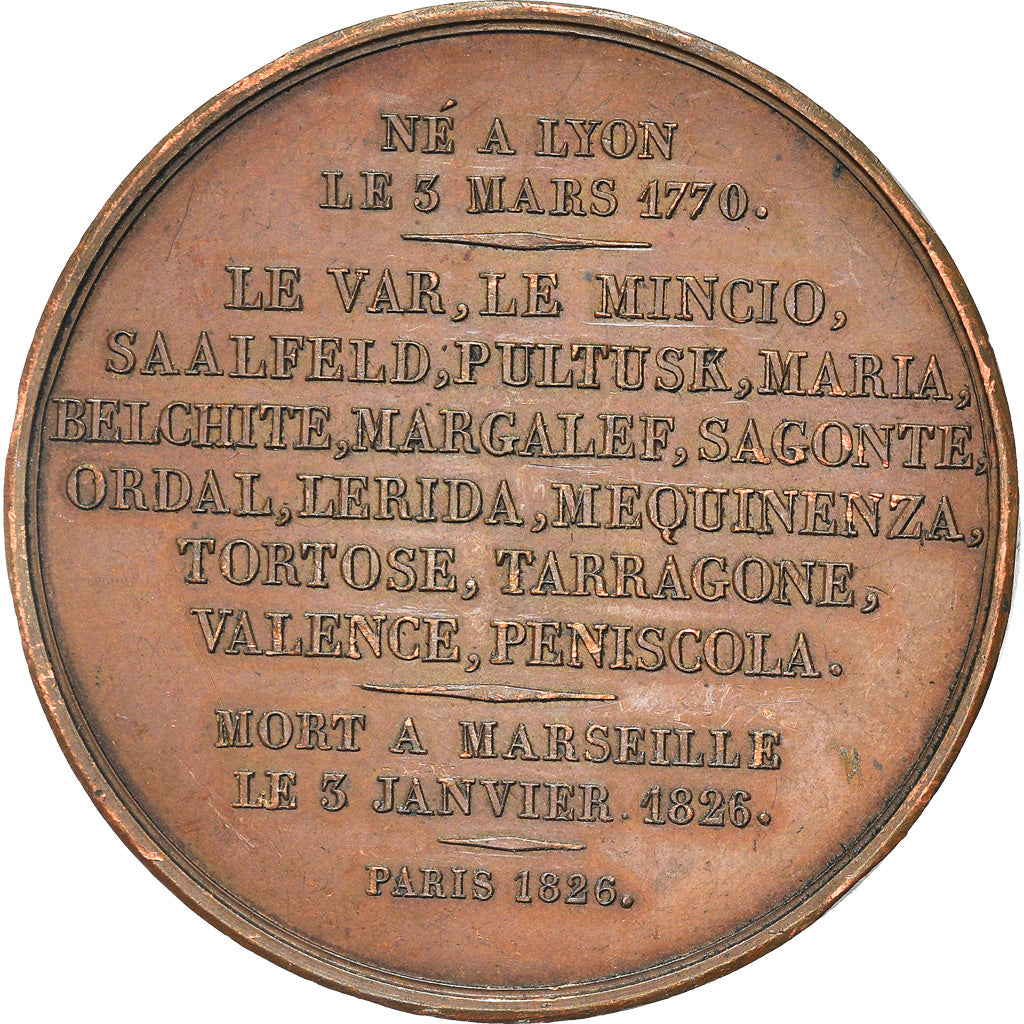 NÉ A LYON
LE 3 MARS 1770.
LE VAR, LE MINCIO,
SAALFELD, PULTUSK, MARIA,
BELCHITE, MARGALEF, SAGONTE,
ORDAL, LERIDA, MEQUINENZA,
TORTOSE, TARRAGONE,
VALENCE, PENISCOLA.
MORT A MARSEILLE
LE 3 JANVIER. 1826.
PARIS 1826.